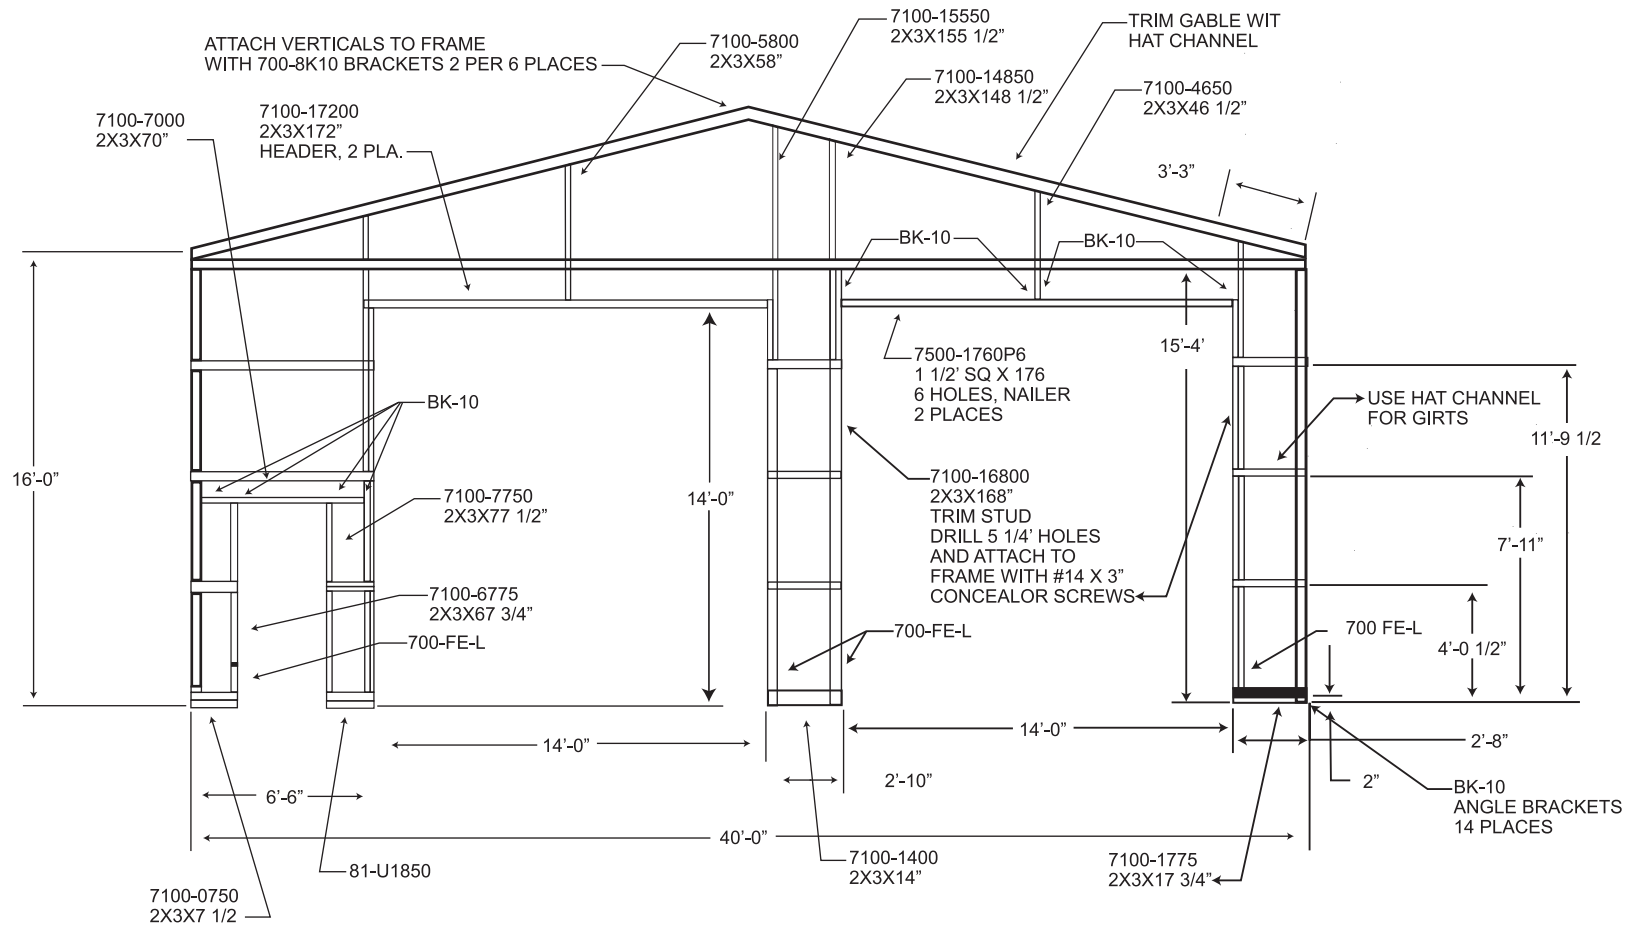 ATTACH VERTICALS TO FRAME
WITH 700-8K10 BRACKETS 2 PER 6 PLACES
7100-5800
2X3X58”
7100-15550
2X3X155 1/2”
TRIM GABLE WIT
HAT CHANNEL
7100-14850
2X3X148 1/2”
7100-4650
2X3X46 1/2”
7100-7000
2X3X70”
7100-17200
2X3X172”
HEADER, 2 PLA.
3’-3”
BK-10
BK-10
15’-4’
7500-1760P6
1 1/2’ SQ X 176
6 HOLES, NAILER
2 PLACES
BK-10
USE HAT CHANNEL
FOR GIRTS
11’-9 1/2
16’-0”
14’-0”
7100-7750
2X3X77 1/2”
7100-16800
2X3X168”
TRIM STUD
DRILL 5 1/4’ HOLES
AND ATTACH TO
FRAME WITH #14 X 3”
CONCEALOR SCREWS
7’-11”
7100-6775
2X3X67 3/4”
700-FE-L
700-FE-L
700 FE-L
4’-0 1/2”
14’-0”
14’-0”
2’-8”
6’-6”
2’-10”
2”
BK-10
ANGLE BRACKETS
14 PLACES
40’-0”
81-U1850
7100-1400
2X3X14”
7100-1775
2X3X17 3/4”
7100-0750
2X3X7 1/2